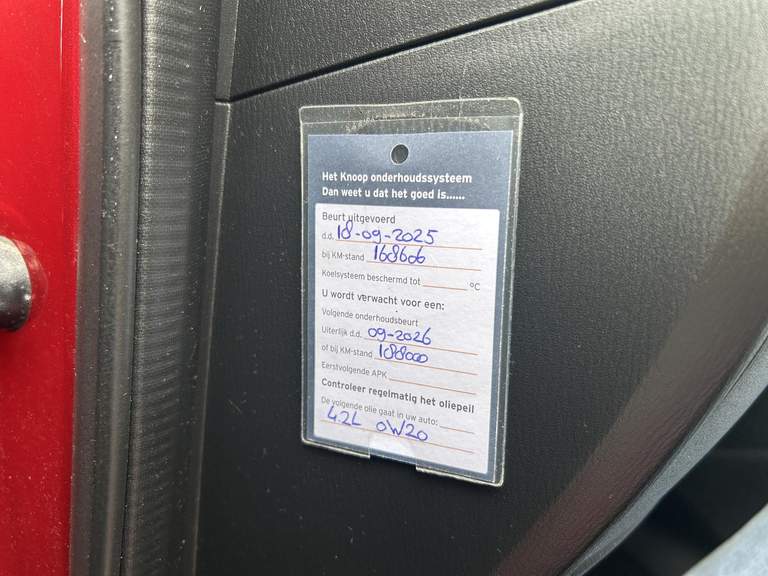 Het Knoop onderhoudssysteem
Dan weet u dat het goed is......
Beurt uitgevoerd
d.d. 18-09-2025
bij KM-stand 168606
Koelsysteem beschermd tot ______ °C
U wordt verwacht voor een:
Volgende onderhoudsbeurt
Uiterlijk d.d. 09-2026
of bij KM-stand 188000
Eerstvolgende APK
Controleer regelmatig het oliepeil
De volgende olie gaat in uw auto:
4.2L 0W20